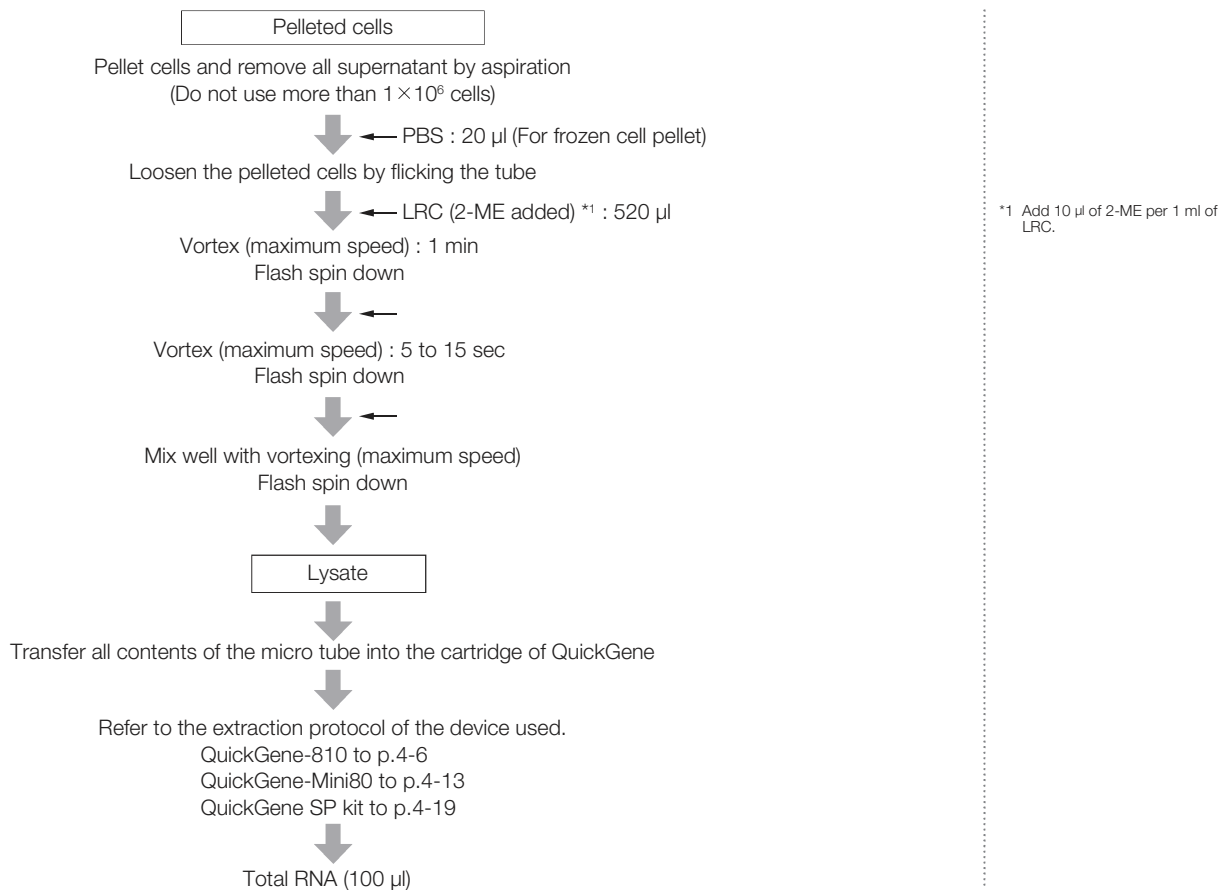 Pelleted cells
Pellet cells and remove all supernatant by aspiration
(Do not use more than 1×10⁶ cells)
PBS : 20 µl (For frozen cell pellet)
Loosen the pelleted cells by flicking the tube
LRC (2-ME added) *1 : 520 µl
*1 Add 10 µl of 2-ME per 1 ml of
LRC.
Vortex (maximum speed) : 1 min
Flash spin down
Vortex (maximum speed) : 5 to 15 sec
Flash spin down
Mix well with vortexing (maximum speed)
Flash spin down
Lysate
Transfer all contents of the micro tube into the cartridge of QuickGene
Refer to the extraction protocol of the device used.
QuickGene-810 to p.4-6
QuickGene-Mini80 to p.4-13
QuickGene SP kit to p.4-19
Total RNA (100 µl)